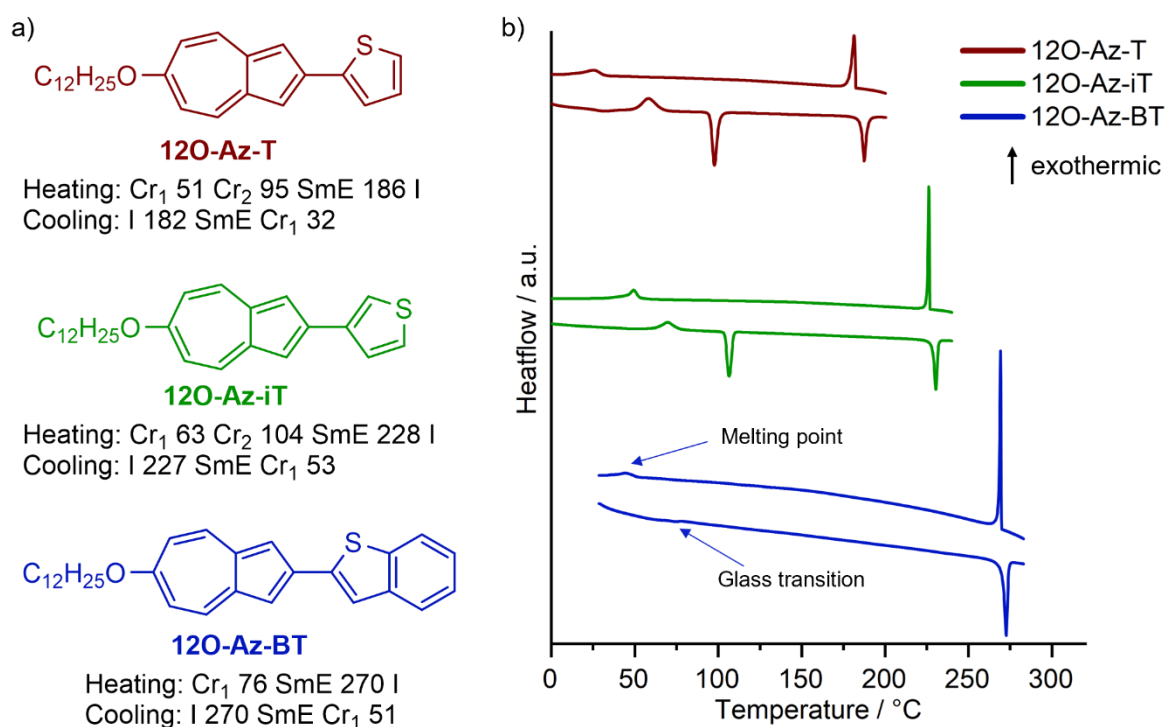 a)
C₁₂H₂₅O
S
12O-Az-T
Heating: Cr₁ 51 Cr₂ 95 SmE 186 I
Cooling: I 182 SmE Cr₁ 32
C₁₂H₂₅O
S
12O-Az-iT
Heating: Cr₁ 63 Cr₂ 104 SmE 228 I
Cooling: I 227 SmE Cr₁ 53
C₁₂H₂₅O
S
12O-Az-BT
Heating: Cr₁ 76 SmE 270 I
Cooling: I 270 SmE Cr₁ 51
b)
12O-Az-T
12O-Az-iT
12O-Az-BT
exothermic
Heatflow / a.u.
Melting point
Glass transition
0 50 100 150 200 250 300
Temperature / °C